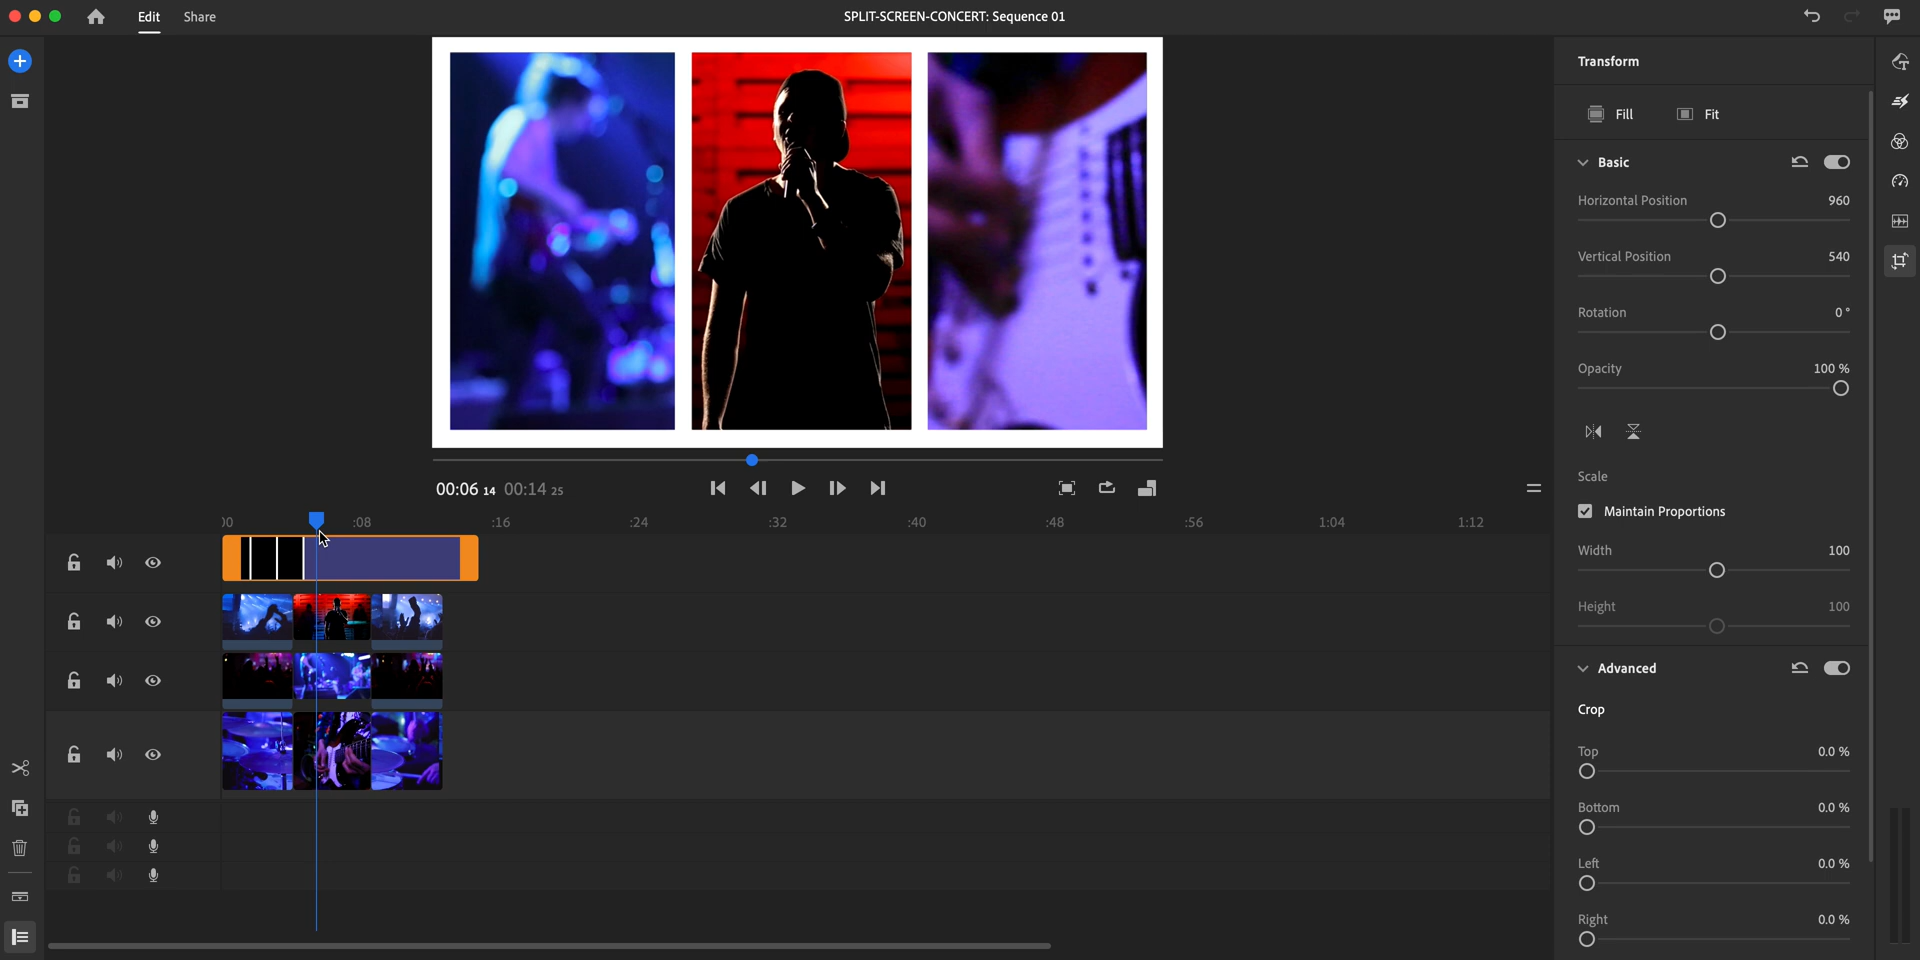 Edit Share SPLIT-SCREEN-CONCERT: Sequence 01
Transform
Fill Fit
Basic
Horizontal Position 960
Vertical Position 540
Rotation 0 °
Opacity 100 %
Scale
Maintain Proportions
00:06 14 00:14 25
:00 :08 :16 :24 :32 :40 :48 :56 1:04 1:12
Width 100
Height 100
Advanced
Crop
Top 0.0 %
Bottom 0.0 %
Left 0.0 %
Right 0.0 %